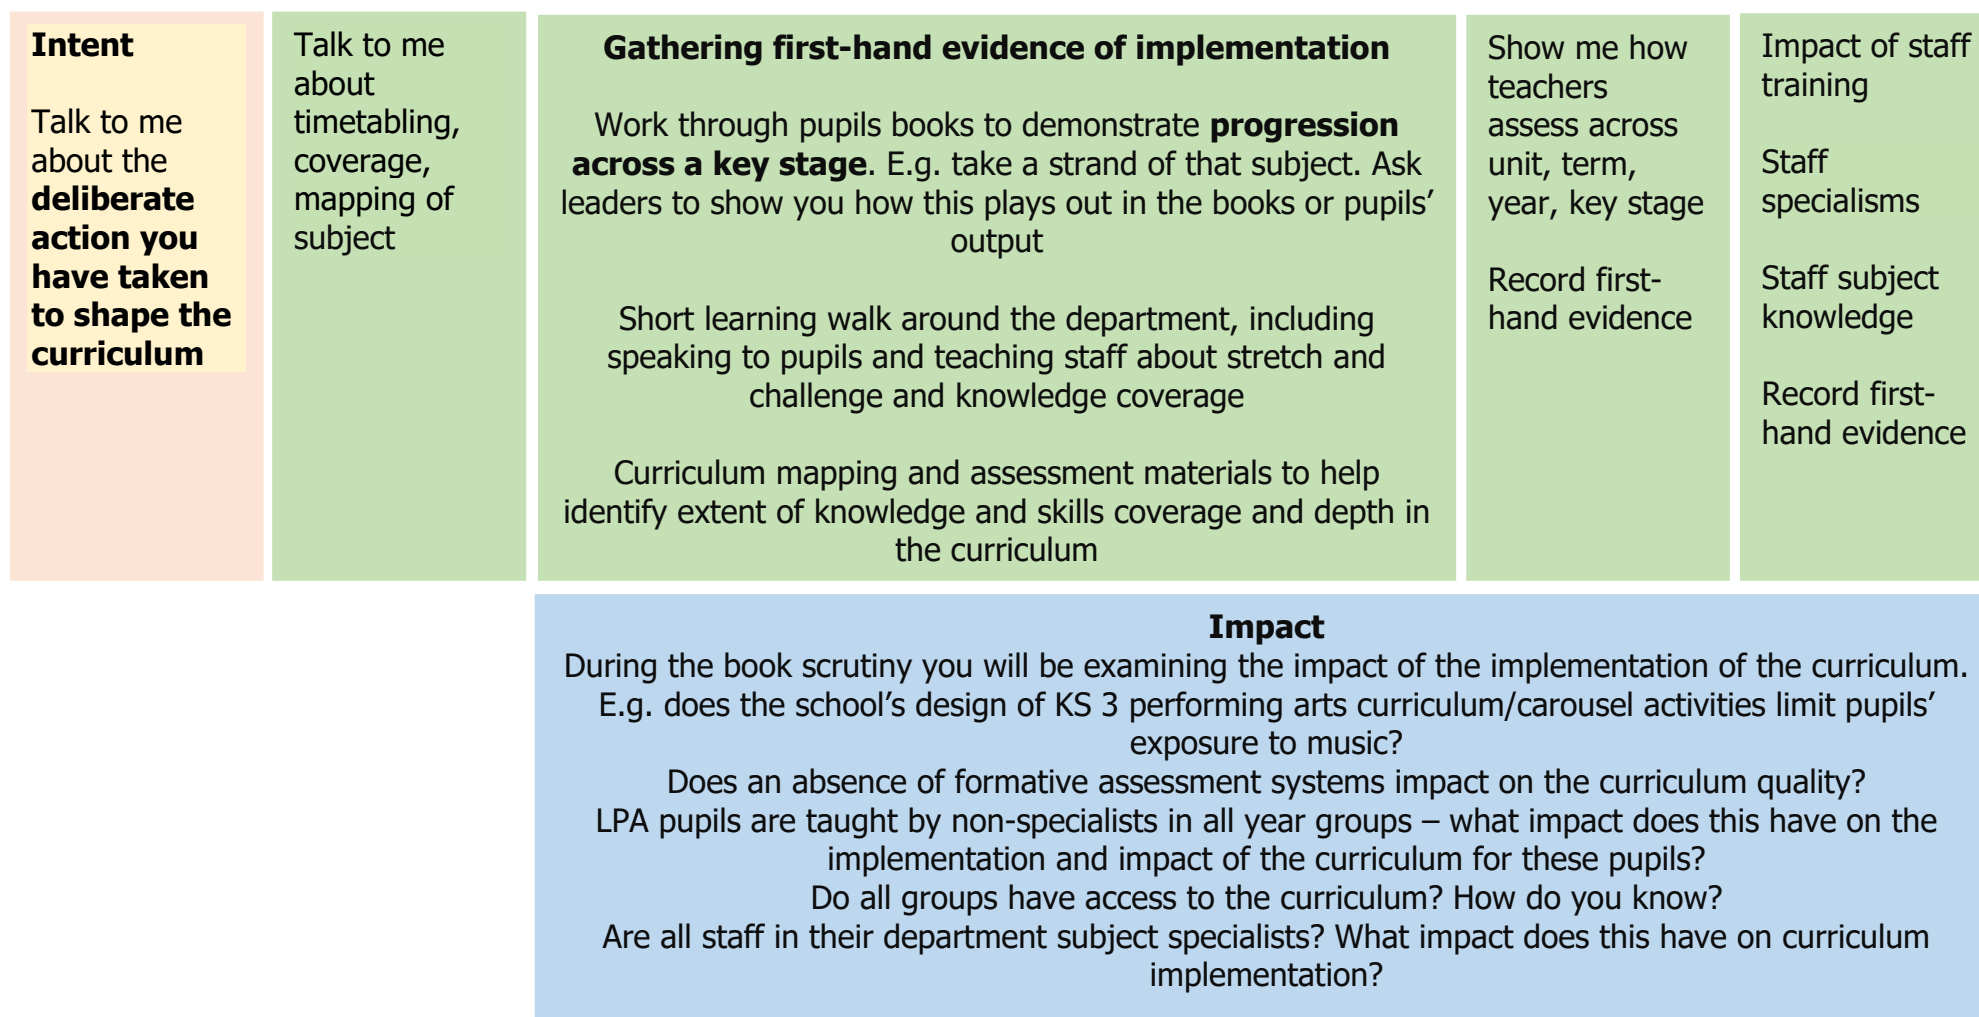 Intent
Talk to me
about the
deliberate
action you
have taken
to shape the
curriculum
Talk to me
about
timetabling,
coverage,
mapping of
subject
Gathering first-hand evidence of implementation
Work through pupils books to demonstrate progression
across a key stage. E.g. take a strand of that subject. Ask
leaders to show you how this plays out in the books or pupils’
output
Short learning walk around the department, including
speaking to pupils and teaching staff about stretch and
challenge and knowledge coverage
Curriculum mapping and assessment materials to help
identify extent of knowledge and skills coverage and depth in
the curriculum
Show me how
teachers
assess across
unit, term,
year, key stage
Record first-
hand evidence
Impact of staff
training
Staff
specialisms
Staff subject
knowledge
Record first-
hand evidence
Impact
During the book scrutiny you will be examining the impact of the implementation of the curriculum.
E.g. does the school’s design of KS 3 performing arts curriculum/carousel activities limit pupils’
exposure to music?
Does an absence of formative assessment systems impact on the curriculum quality?
LPA pupils are taught by non-specialists in all year groups – what impact does this have on the
implementation and impact of the curriculum for these pupils?
Do all groups have access to the curriculum? How do you know?
Are all staff in their department subject specialists? What impact does this have on curriculum
implementation?